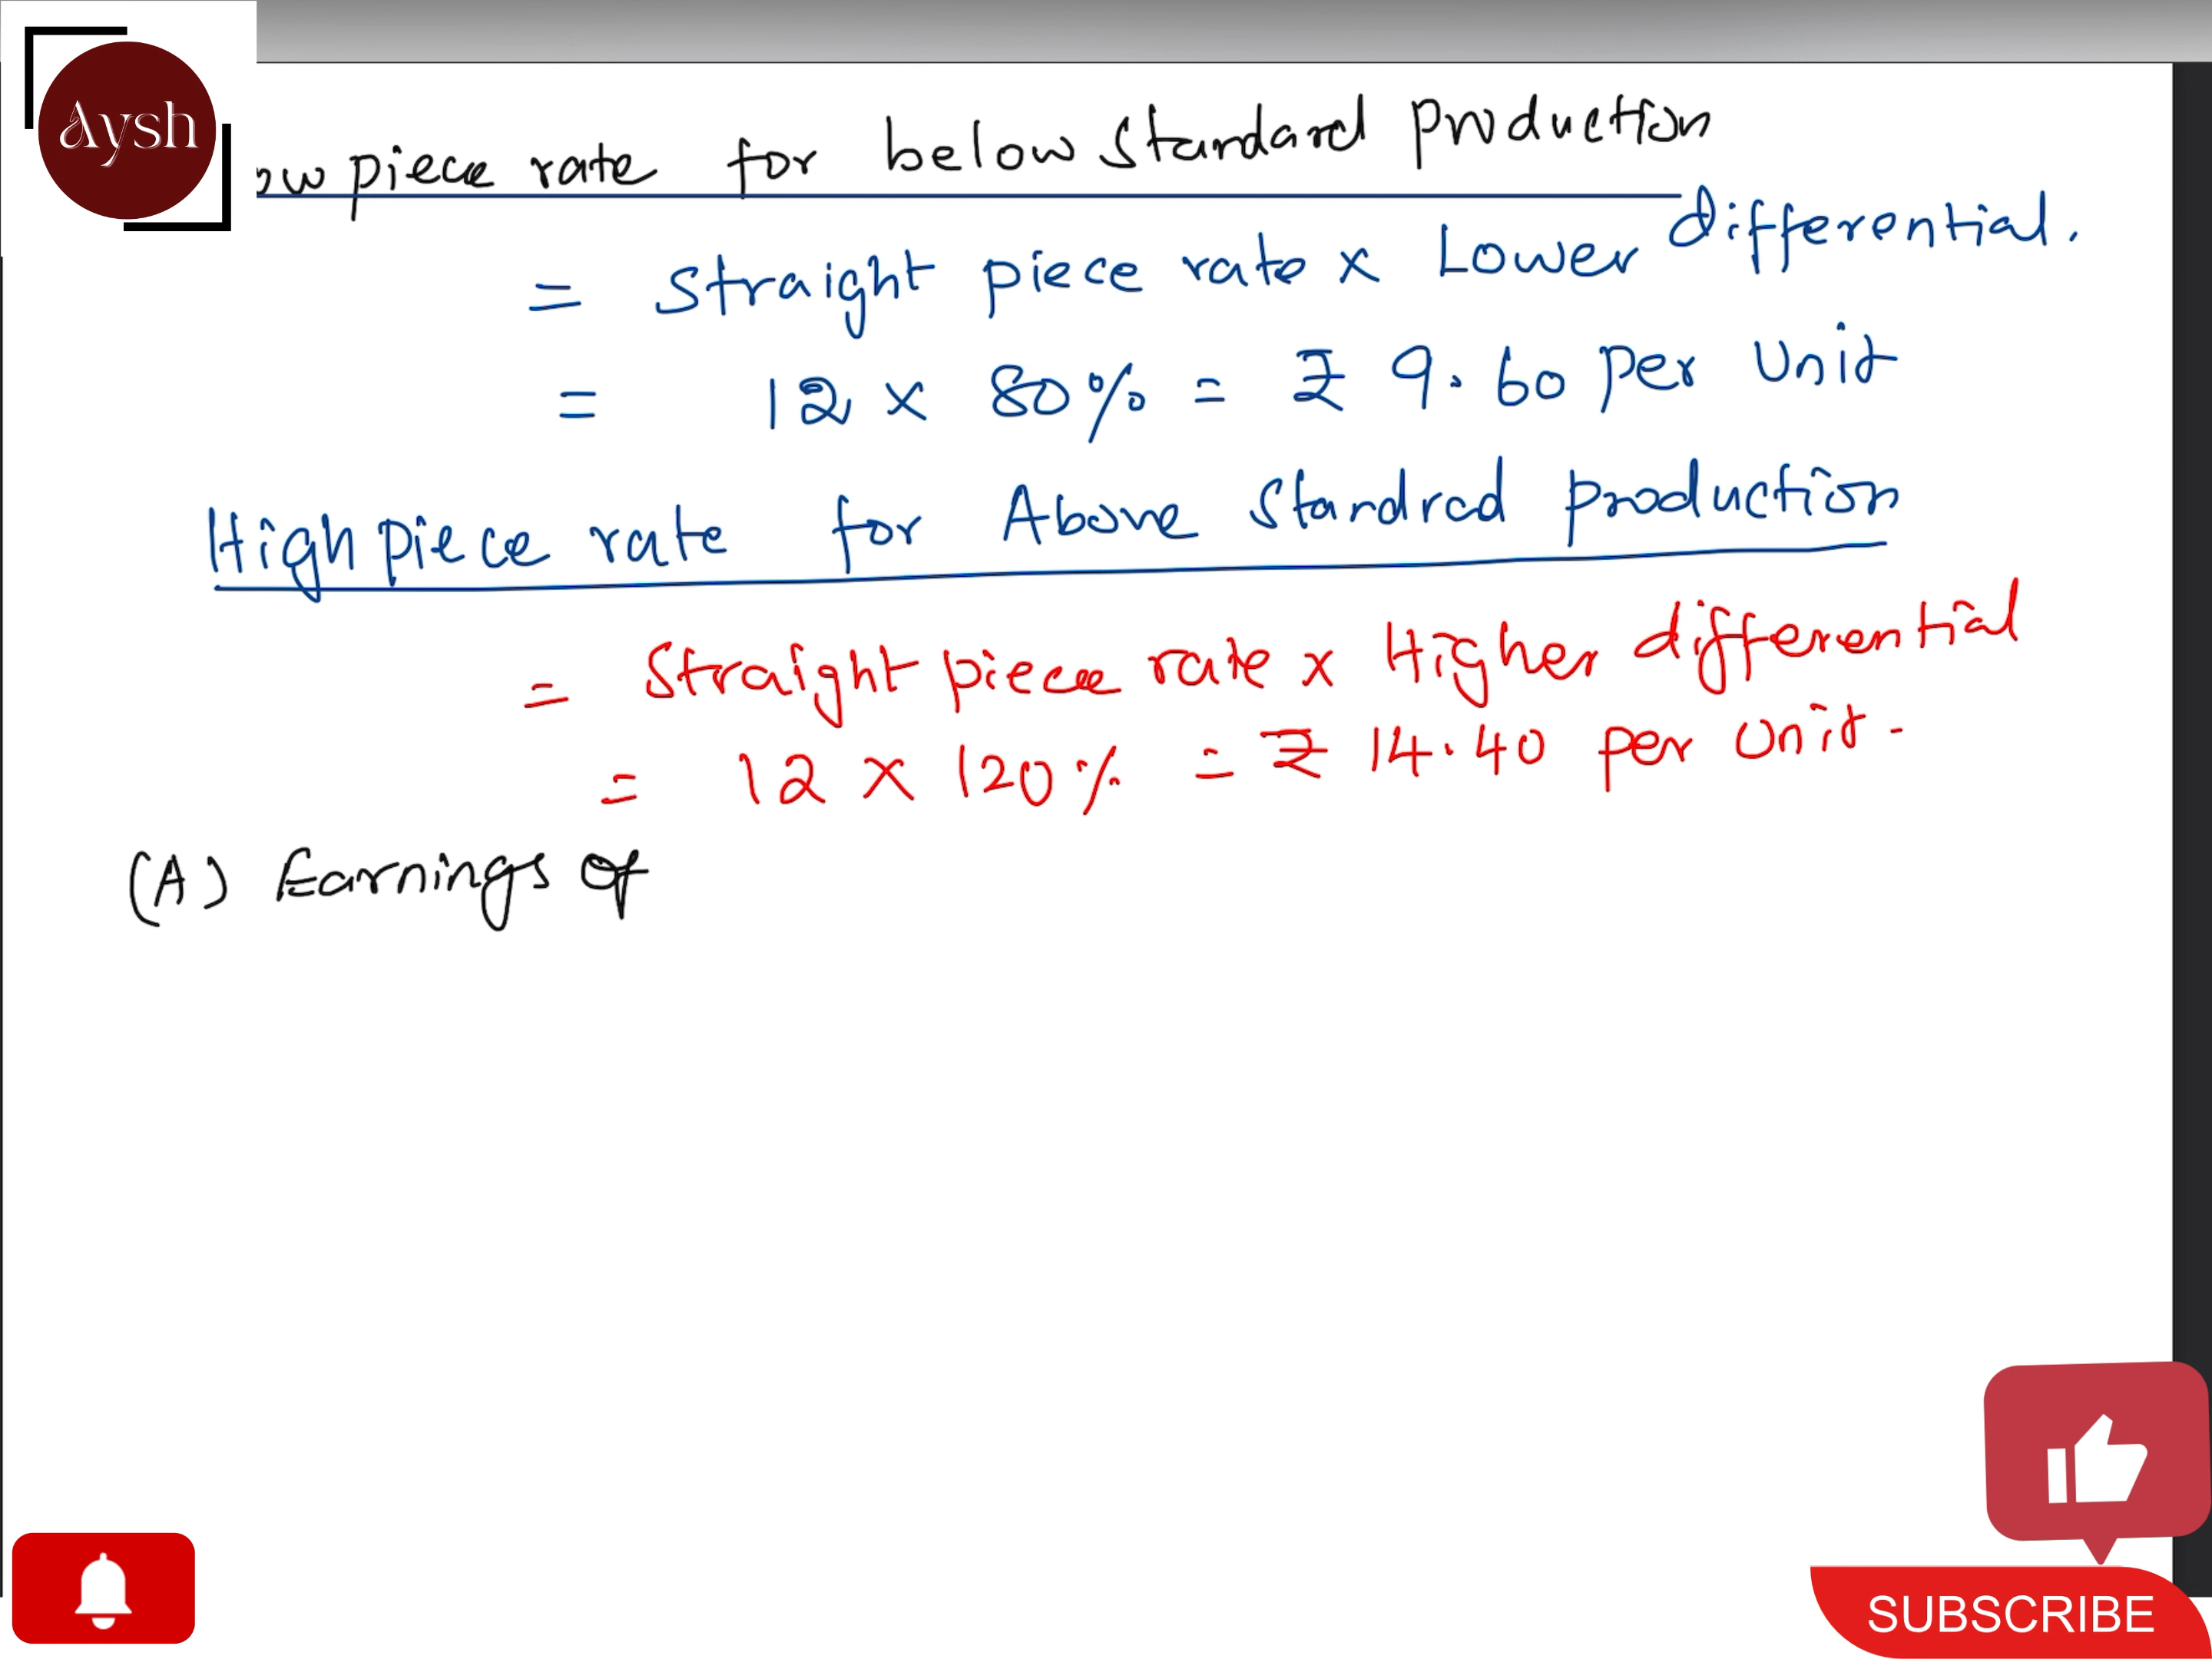 Aysh
ow piece rate for below Standard Production
= Straight piece rate x Lower differential.
= 12 x 80% = ₹ 9.60 per Unit
High piece rate for Above Standrad production
= Straight piece rate x Higher differential
= 12 x 120% = ₹ 14.40 per Unit.
(A) Earnings of
SUBSCRIBE